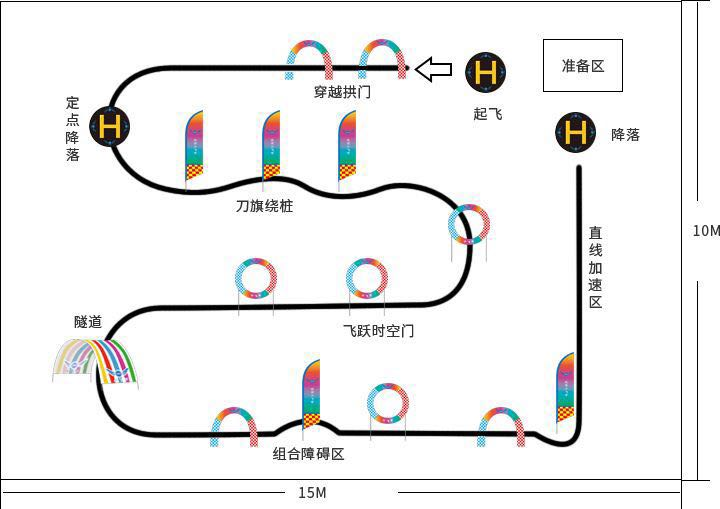 准备区
穿越拱门
H
起飞
定点降落
H
H
降落
刀旗绕桩
10M
直线加速区
隧道
飞跃时空门
组合障碍区
15M